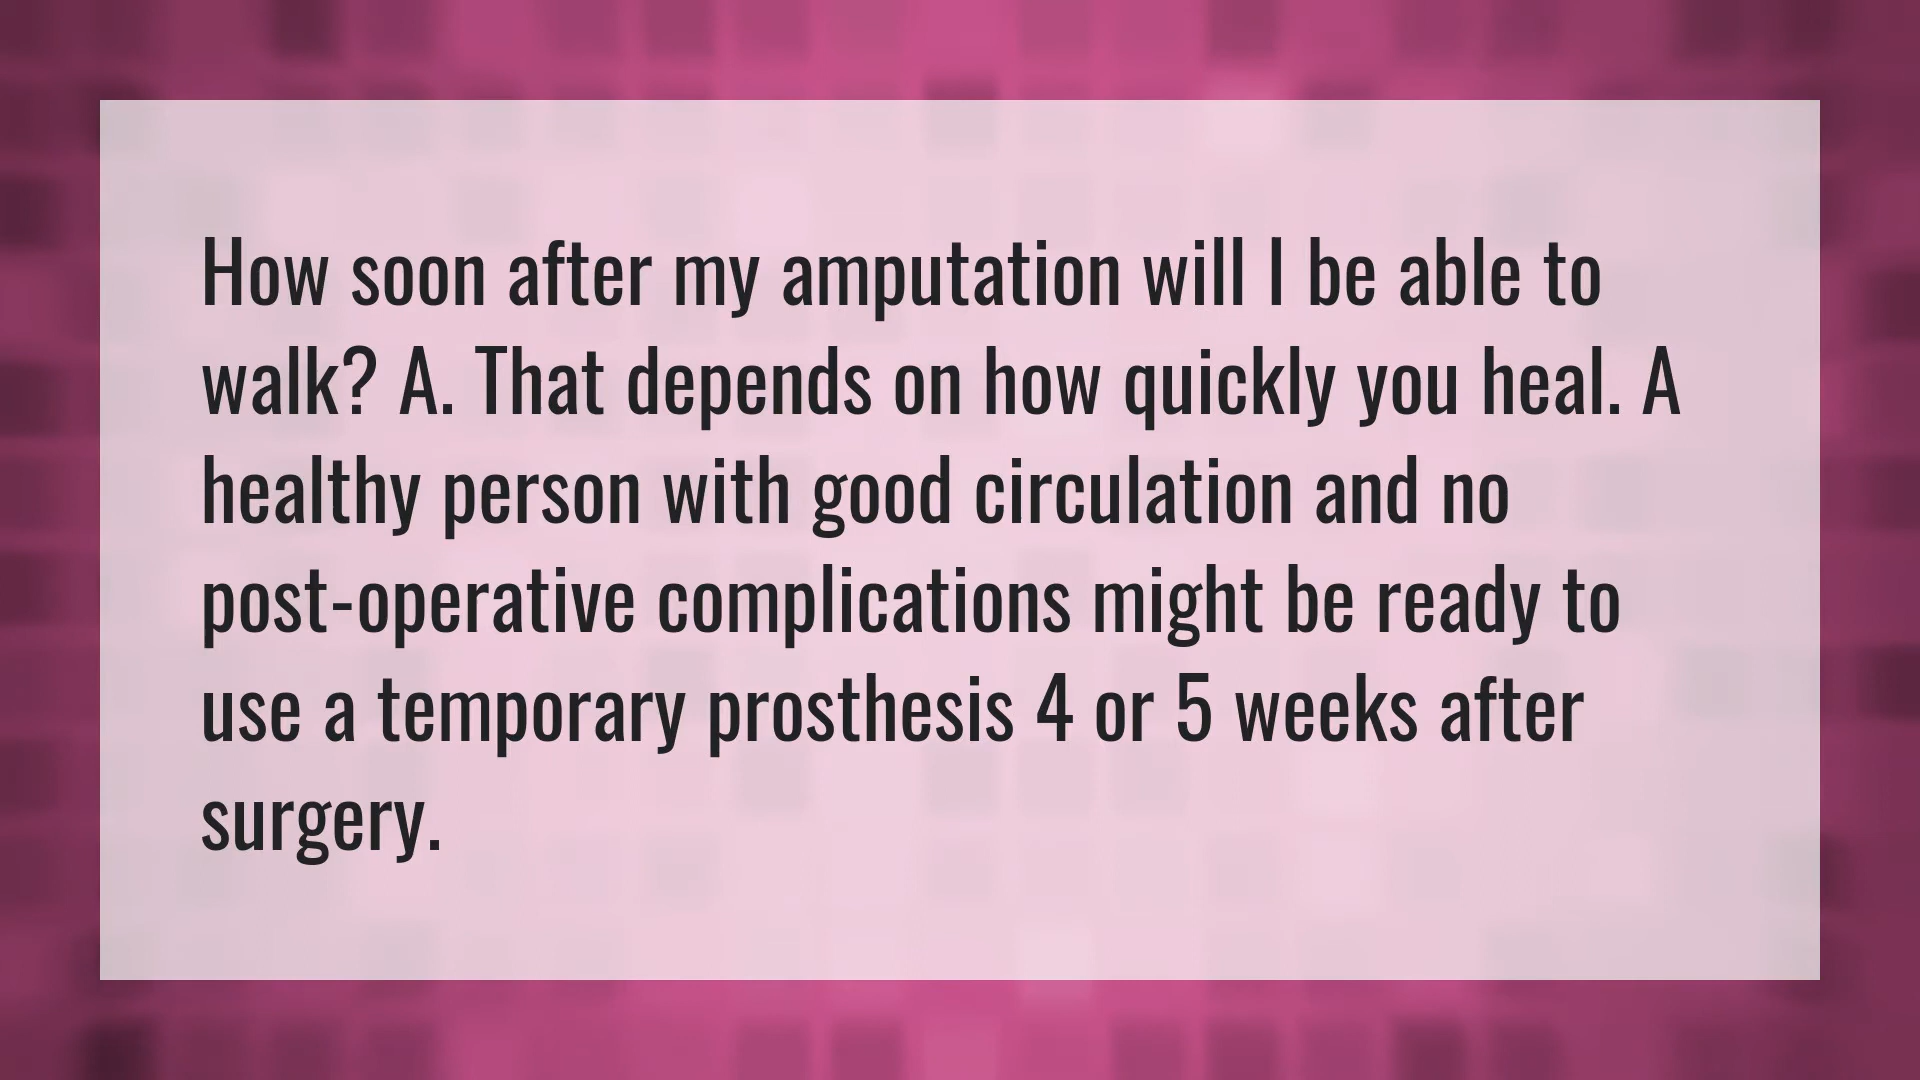 How soon after my amputation will I be able to
walk? A. That depends on how quickly you heal. A
healthy person with good circulation and no
post-operative complications might be ready to
use a temporary prosthesis 4 or 5 weeks after
surgery.